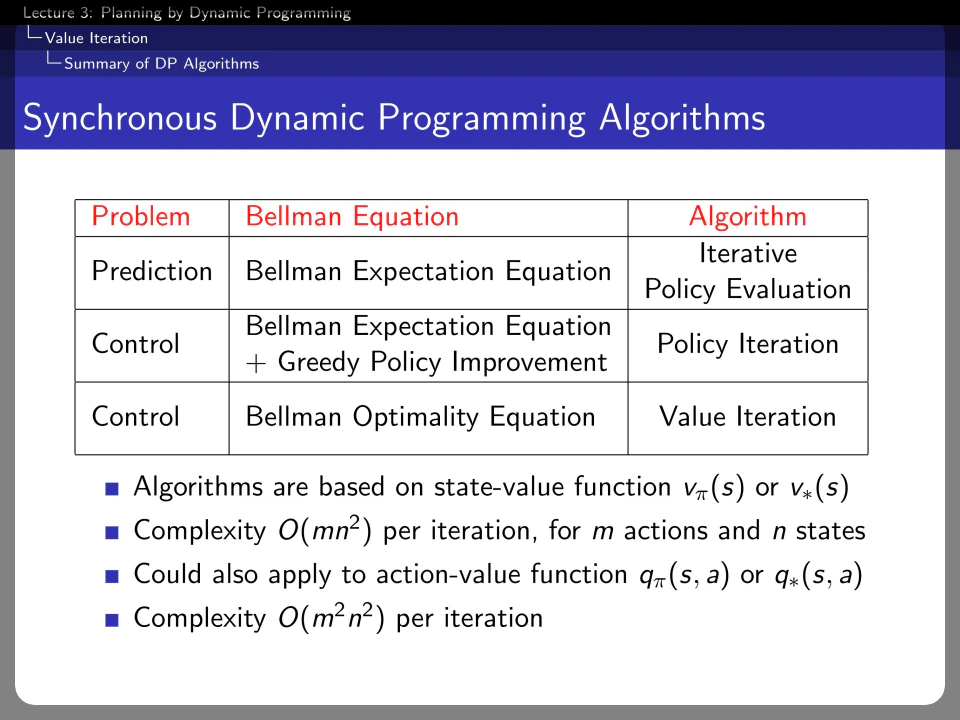 Lecture 3: Planning by Dynamic Programming
Value Iteration
Summary of DP Algorithms
Synchronous Dynamic Programming Algorithms
Problem Bellman Equation Algorithm
Prediction Bellman Expectation Equation Iterative
Policy Evaluation
Control Bellman Expectation Equation
+ Greedy Policy Improvement Policy Iteration
Control Bellman Optimality Equation Value Iteration
Algorithms are based on state-value function vπ(s) or v∗(s)
Complexity O(mn²) per iteration, for m actions and n states
Could also apply to action-value function qπ(s, a) or q∗(s, a)
Complexity O(m²n²) per iteration